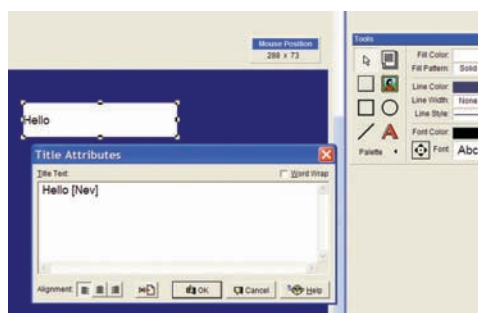 Mouse Position
288 x 73
Tools
Fill Color:
Fill Pattern: Solid
Line Color:
Line Width: None
Line Style:
Font Color:
Palette
Font Abc
Hello
Title Attributes
Title Text:
Word Wrap
Hello [Nev]
Alignment:
OK
Cancel
Help